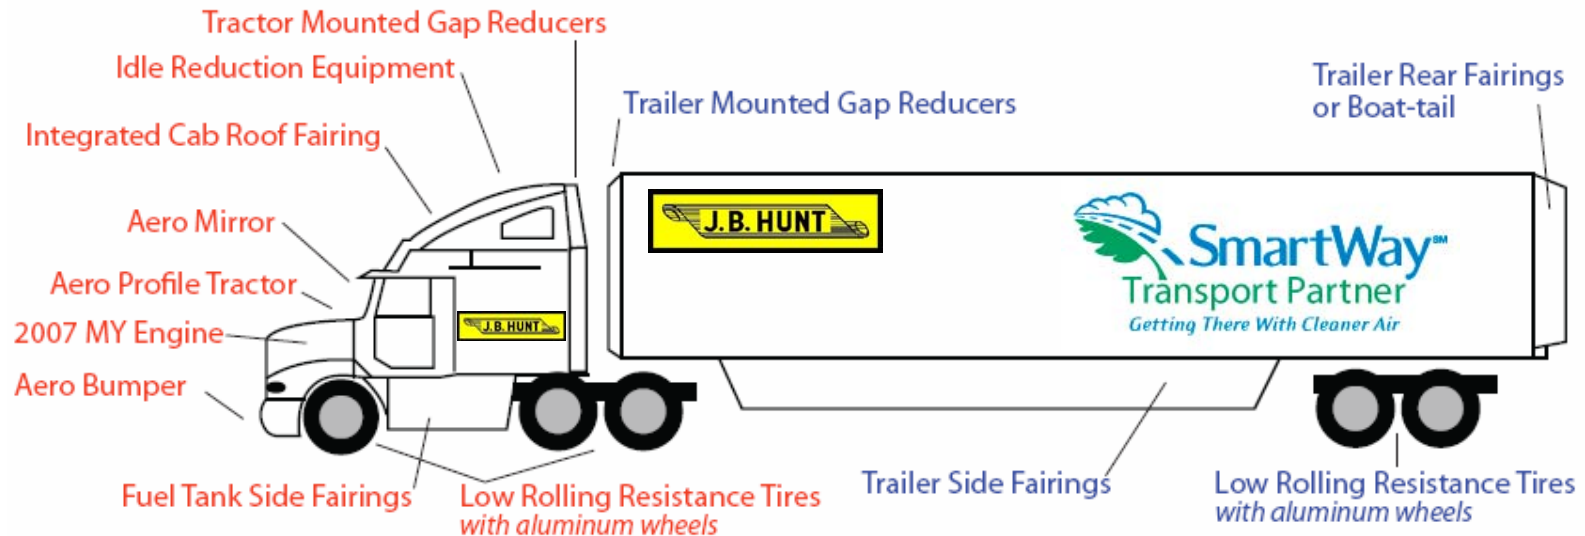 Tractor Mounted Gap Reducers
Idle Reduction Equipment
Integrated Cab Roof Fairing
Aero Mirror
Aero Profile Tractor
2007 MY Engine
Aero Bumper
Fuel Tank Side Fairings
Low Rolling Resistance Tires
with aluminum wheels
J.B. HUNT
Trailer Mounted Gap Reducers
Trailer Rear Fairings
or Boat-tail
J.B. HUNT
SmartWay℠
Transport Partner
Getting There With Cleaner Air
Trailer Side Fairings
Low Rolling Resistance Tires
with aluminum wheels